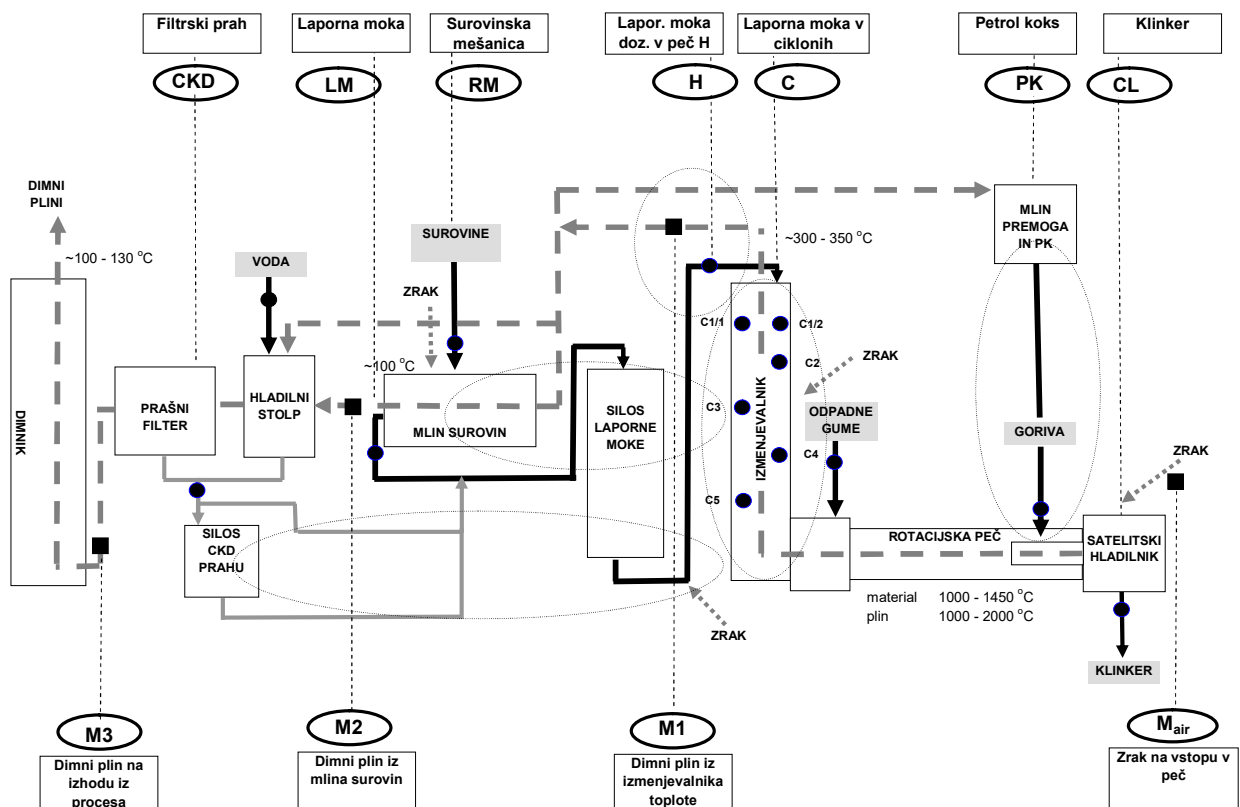 Filtrski prah
Laporna moka
Surovinska
mešanica
Lapor. moka
doz. v peč H
Laporna moka v
ciklonih
Petrol koks
Klinker
CKD
LM
RM
H
C
PK
CL
DIMNI
PLINI
~100 - 130 °C
VODA
ZRAK
SUROVINE
~300 - 350 °C
MLIN
PREMOGA
IN PK
C1/1
C1/2
C2
C3
C4
C5
ZRAK
~100 °C
DIMNIK
PRAŠNI
FILTER
HLADILNI
STOLP
MLIN SUROVIN
SILOS
LAPORNE
MOKE
IZMENJEVALNIK
ODPADNE
GUME
GORIVA
ZRAK
SILOS
CKD
PRAHU
ROTACIJSKA PEČ
SATELITSKI
HLADILNIK
material 1000 - 1450 °C
plin 1000 - 2000 °C
ZRAK
KLINKER
M3
M2
M1
Mair
Dimni plin na
izhodu iz
procesa
Dimni plin iz
mlina surovin
Dimni plin iz
izmenjevalnika
toplote
Zrak na vstopu v
peč